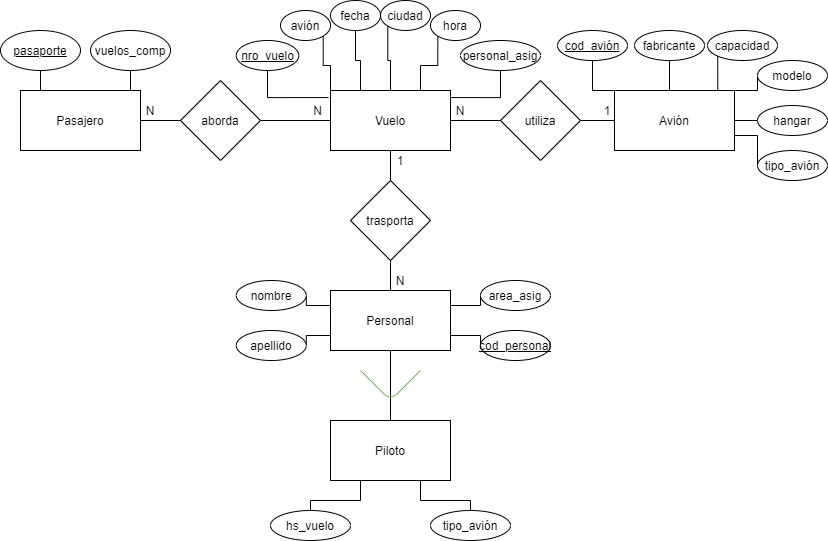 fecha
ciudad
avión
hora
pasaporte
vuelos_comp
nro_vuelo
personal_asig
cod_avión
fabricante
capacidad
modelo
Pasajero
N
aborda
N
Vuelo
N
utiliza
1
Avión
hangar
tipo_avión
1
trasporta
N
nombre
area_asig
Personal
apellido
cod_personal
Piloto
hs_vuelo
tipo_avión